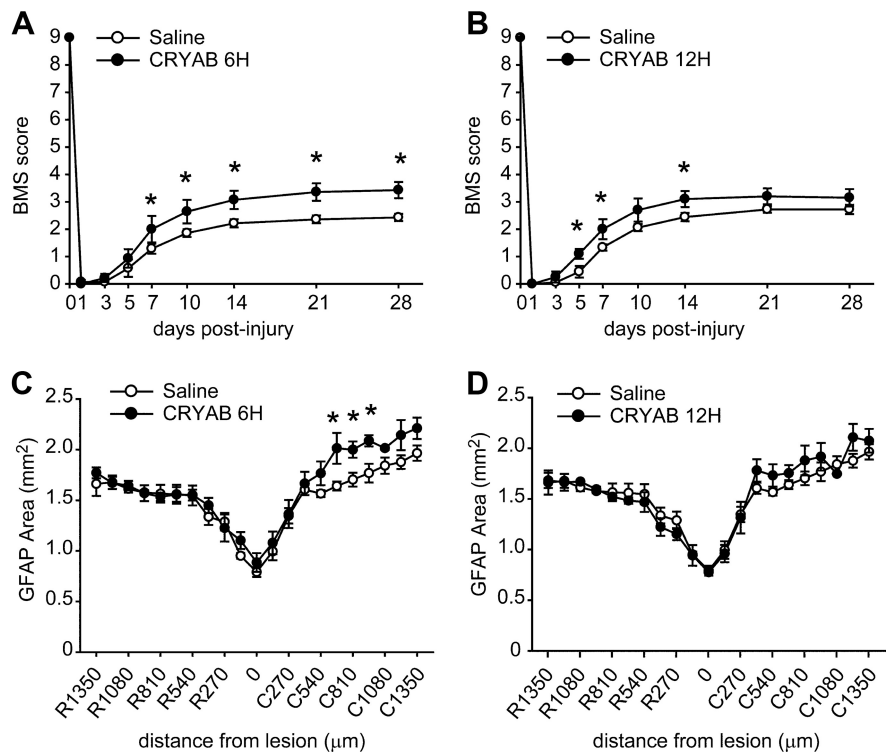 A
Saline
CRYAB 6H
BMS score
9
8
7
6
5
4
3
2
1
0
* * * * *
01 3 5 7 10 14 21 28
days post-injury
B
Saline
CRYAB 12H
BMS score
9
8
7
6
5
4
3
2
1
0
* * *
01 3 5 7 10 14 21 28
days post-injury
C
Saline
CRYAB 6H
GFAP Area (mm²)
2.5
2.0
1.5
1.0
0.5
0
* * *
R1350 R1080 R810 R540 R270 0 C270 C540 C810 C1080 C1350
distance from lesion (μm)
D
Saline
CRYAB 12H
GFAP Area (mm²)
2.5
2.0
1.5
1.0
0.5
0
R1350 R1080 R810 R540 R270 0 C270 C540 C810 C1080 C1350
distance from lesion (μm)